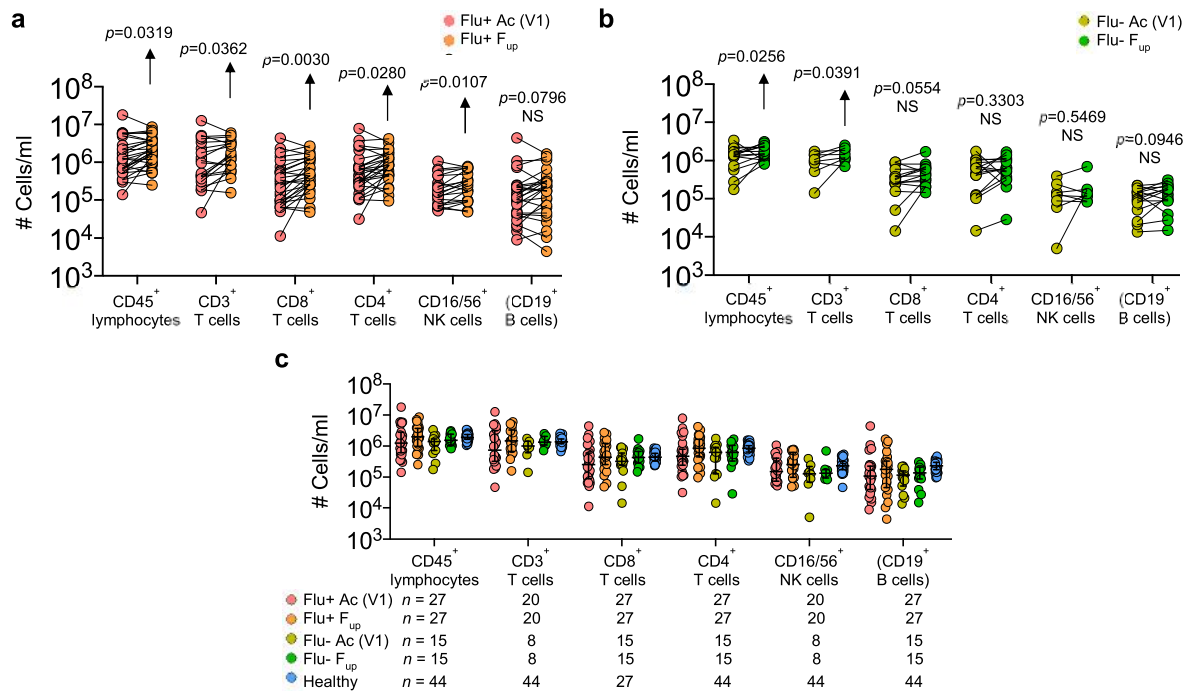 a
Flu+ Ac (V1)
Flu+ Fup
p=0.0319
p=0.0362
p=0.0030
p=0.0280
p=0.0107
p=0.0796
NS
# Cells/ml
10⁸
10⁷
10⁶
10⁵
10⁴
10³
CD45⁺
lymphocytes
CD3⁺
T cells
CD8⁺
T cells
CD4⁺
T cells
CD16/56⁺
NK cells
(CD19⁺
B cells)
b
Flu- Ac (V1)
Flu- Fup
p=0.0256
p=0.0391
p=0.0554
NS
p=0.3303
NS
p=0.5469
NS
p=0.0946
NS
# Cells/ml
10⁸
10⁷
10⁶
10⁵
10⁴
10³
CD45⁺
lymphocytes
CD3⁺
T cells
CD8⁺
T cells
CD4⁺
T cells
CD16/56⁺
NK cells
(CD19⁺
B cells)
c
# Cells/ml
10⁸
10⁷
10⁶
10⁵
10⁴
10³
CD45⁺
lymphocytes
CD3⁺
T cells
CD8⁺
T cells
CD4⁺
T cells
CD16/56⁺
NK cells
(CD19⁺
B cells)
Flu+ Ac (V1) n = 27 20 27 27 20 27
Flu+ Fup n = 27 20 27 27 20 27
Flu- Ac (V1) n = 15 8 15 15 8 15
Flu- Fup n = 15 8 15 15 8 15
Healthy n = 44 44 27 44 44 44